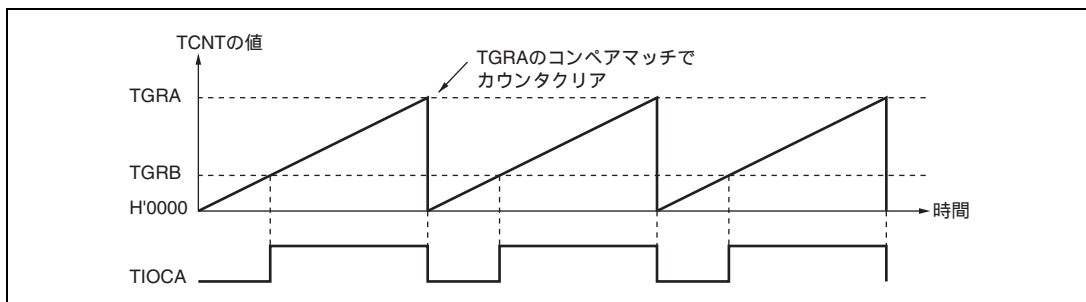 TCNTの値
TGRAのコンペアマッチで
カウンタクリア
TGRA
TGRB
H'0000
時間
TIOCA